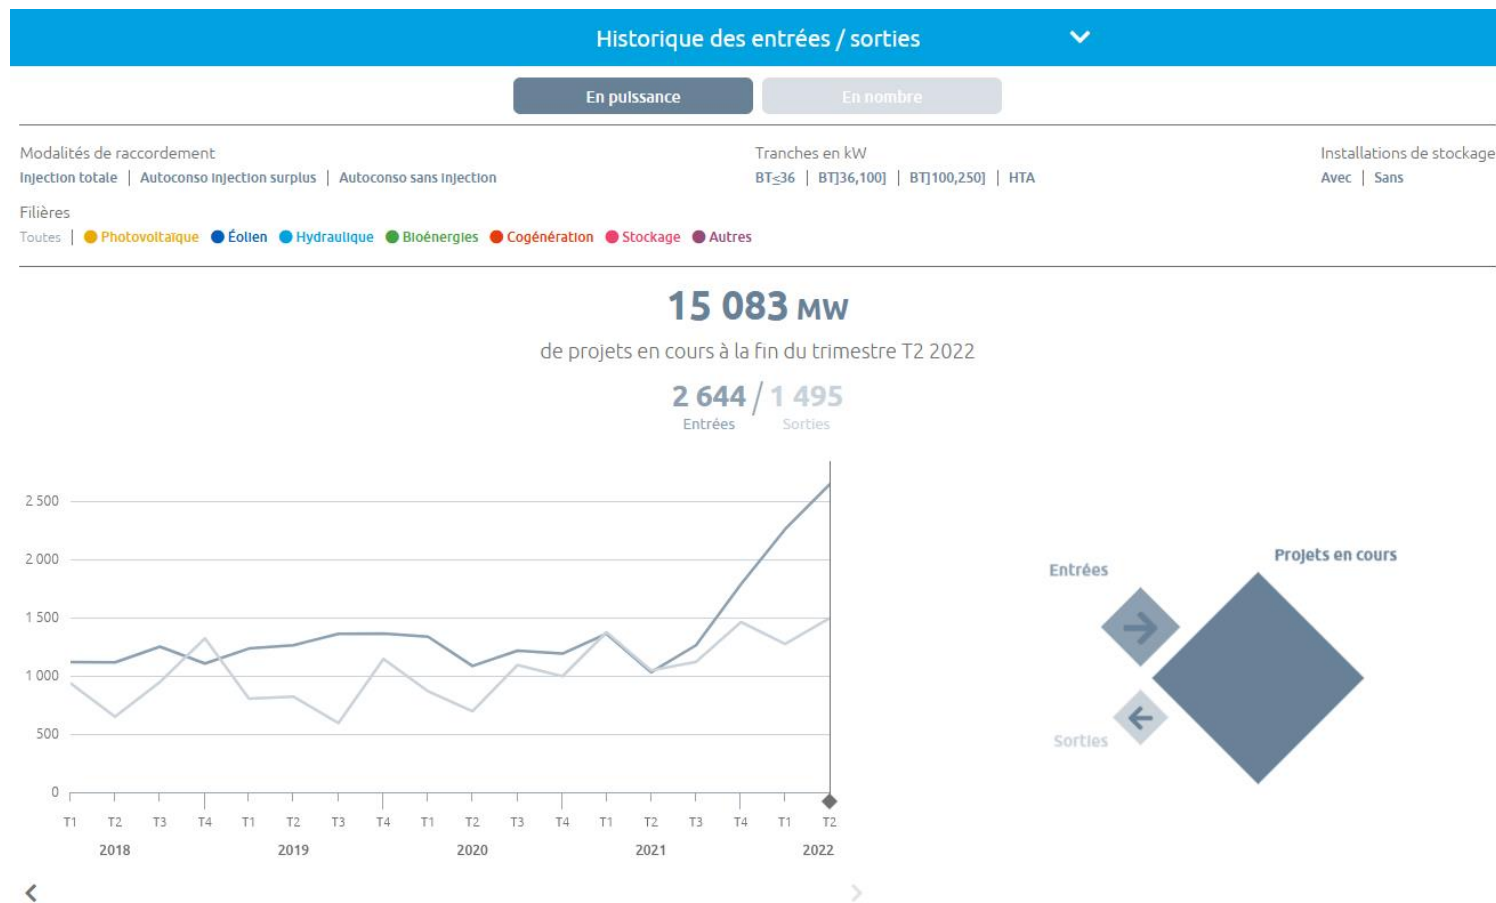 Historique des entrées / sorties
En puissance En nombre
Modalités de raccordement Tranches en kW Installations de stockage
Injection totale | Autoconso injection surplus | Autoconso sans injection BT≤36 | BT]36,100] | BT]100,250] | HTA Avec | Sans
Filières
Toutes | Photovoltaïque Éolien Hydraulique Bioénergies Cogénération Stockage Autres
15 083 MW
de projets en cours à la fin du trimestre T2 2022
2 644 / 1 495
Entrées Sorties
2 500
2 000
1 500
1 000
500
0
T1 T2 T3 T4 T1 T2 T3 T4 T1 T2 T3 T4 T1 T2 T3 T4 T1 T2
2018 2019 2020 2021 2022
Projets en cours
Entrées
Sorties